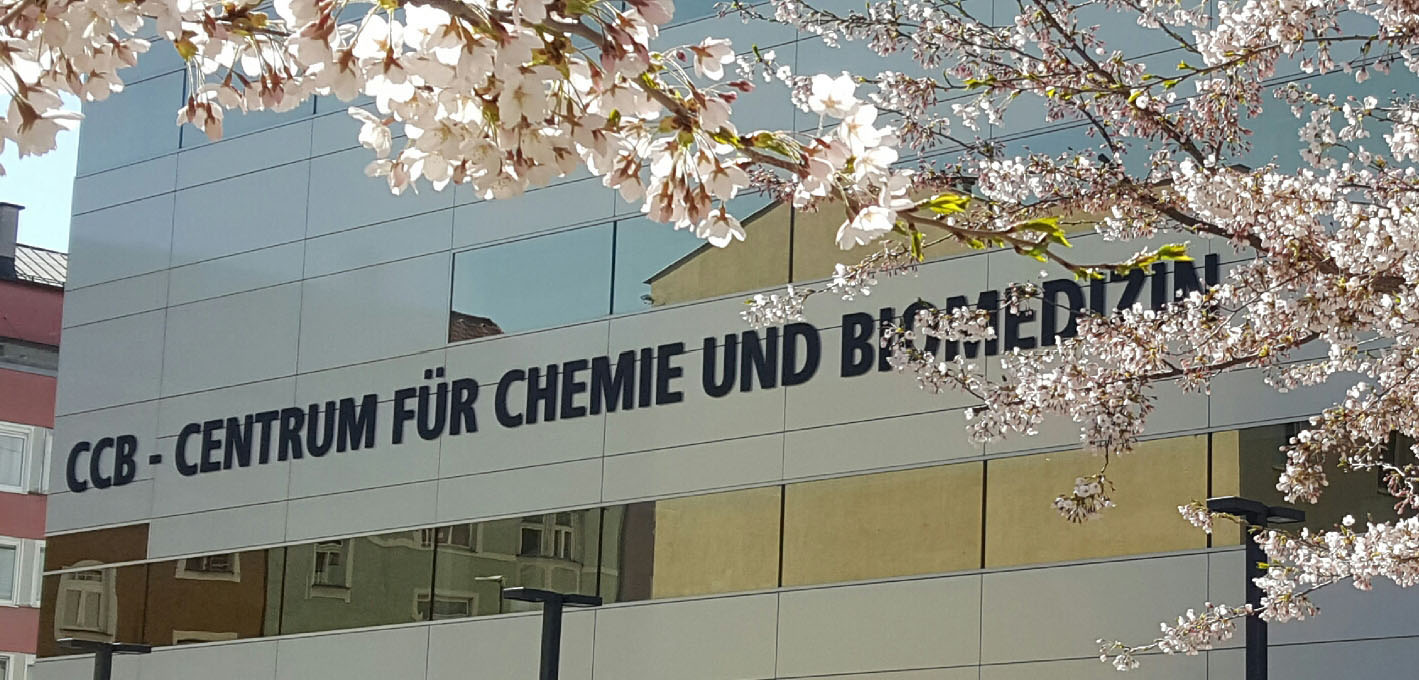 CCB - CENTRUM FÜR CHEMIE UND BIOMEDIZIN